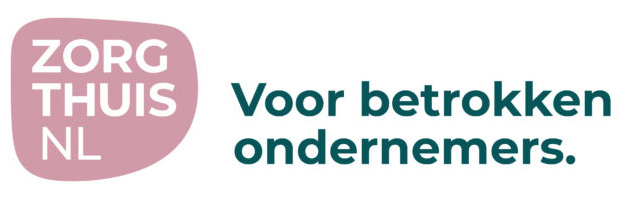 ZORG
THUIS
NL
Voor betrokken
ondernemers.